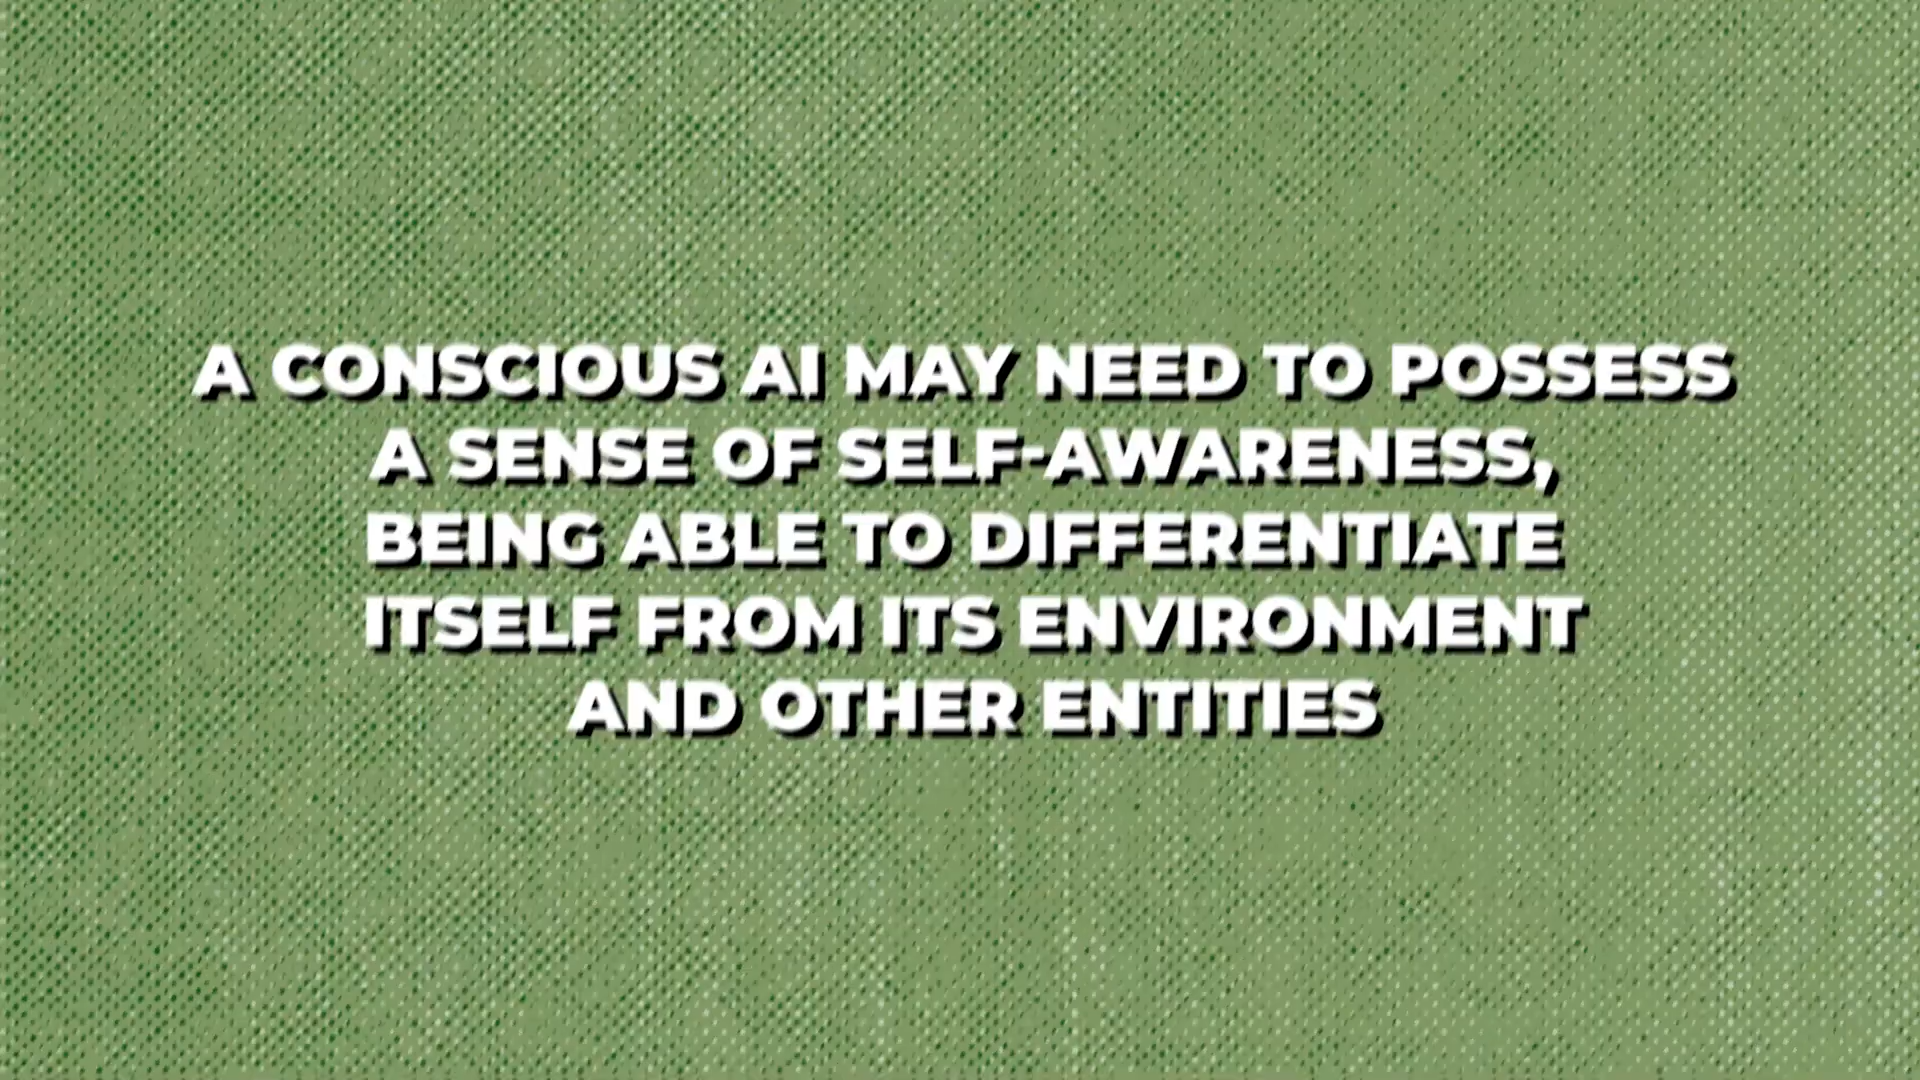 A CONSCIOUS AI MAY NEED TO POSSESS
A SENSE OF SELF-AWARENESS,
BEING ABLE TO DIFFERENTIATE
ITSELF FROM ITS ENVIRONMENT
AND OTHER ENTITIES